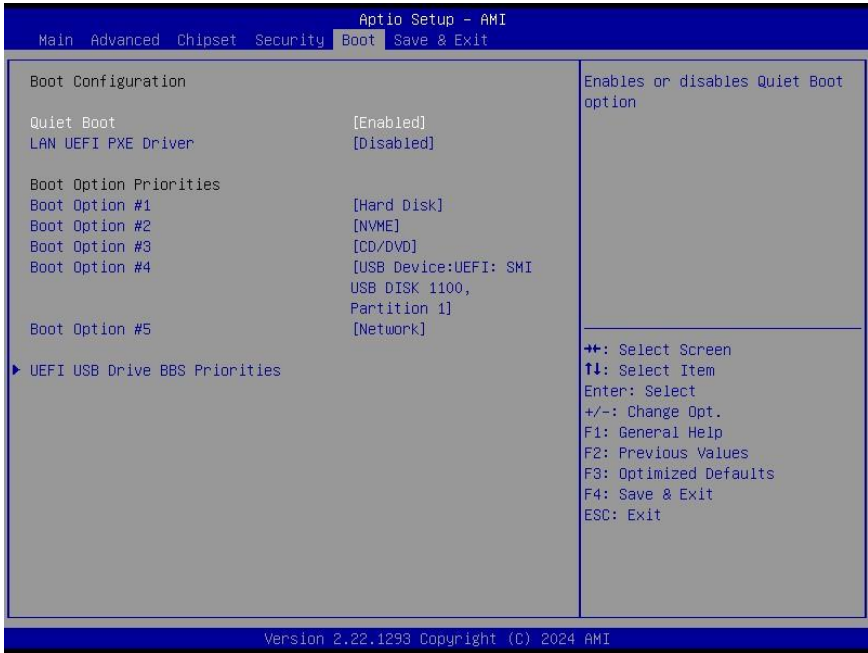 Aptio Setup – AMI
Main Advanced Chipset Security Boot Save & Exit
Boot Configuration
Quiet Boot [Enabled]
LAN UEFI PXE Driver [Disabled]
Boot Option Priorities
Boot Option #1 [Hard Disk]
Boot Option #2 [NVME]
Boot Option #3 [CD/DVD]
Boot Option #4 [USB Device:UEFI: SMI
USB DISK 1100,
Partition 1]
Boot Option #5 [Network]
UEFI USB Drive BBS Priorities
Enables or disables Quiet Boot
option
→←: Select Screen
↑↓: Select Item
Enter: Select
+/-: Change Opt.
F1: General Help
F2: Previous Values
F3: Optimized Defaults
F4: Save & Exit
ESC: Exit
Version 2.22.1293 Copyright (C) 2024 AMI